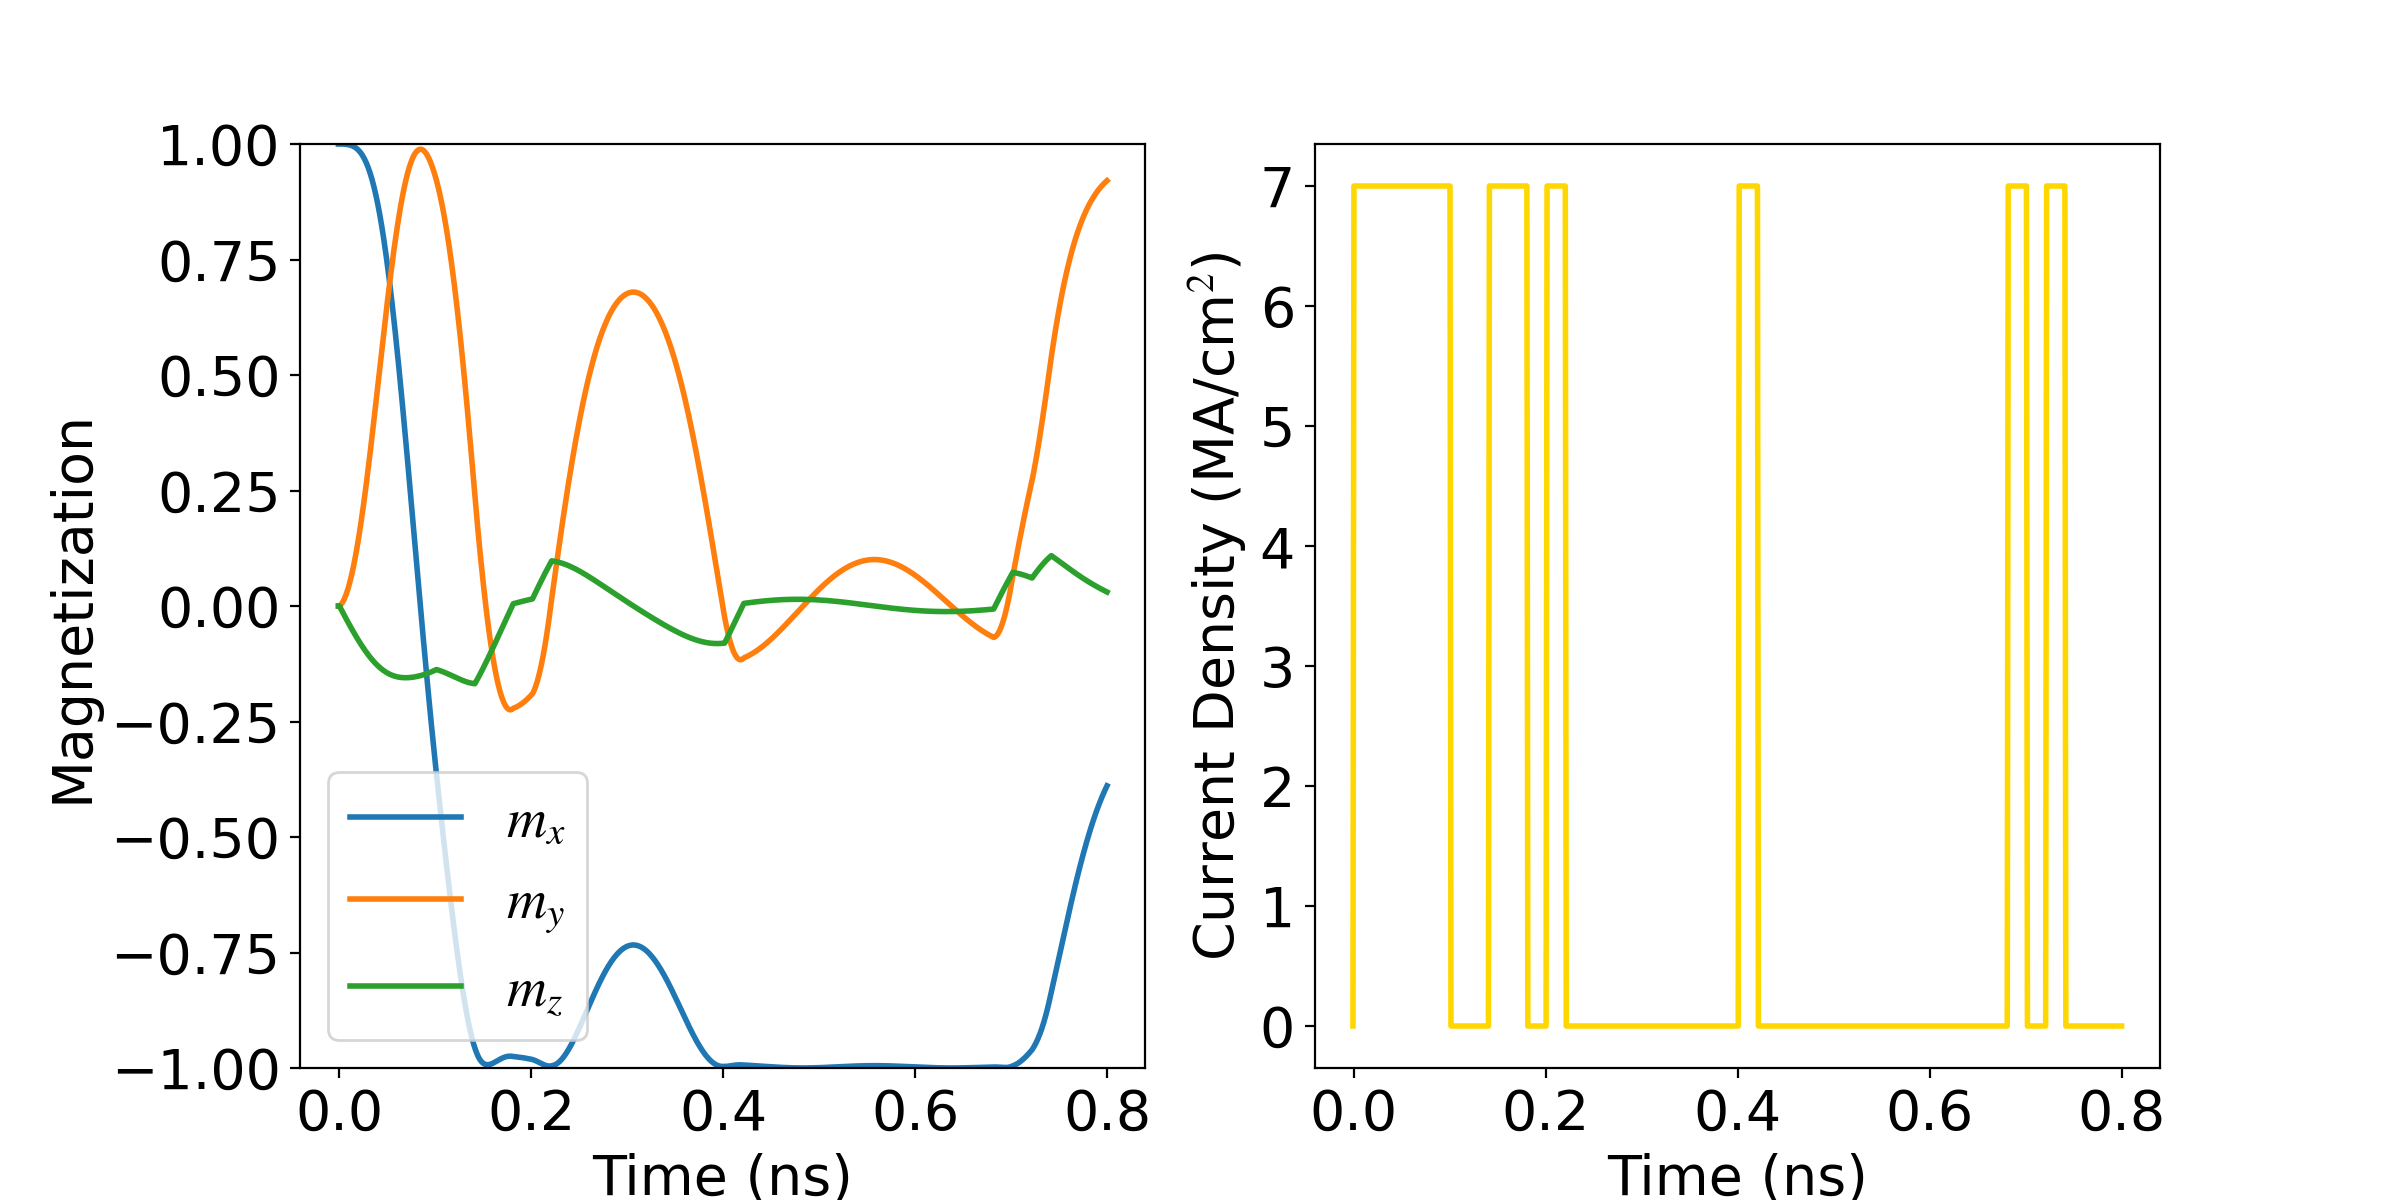 Magnetization
1.00
0.75
0.50
0.25
0.00
−0.25
−0.50
−0.75
−1.00
m_x
m_y
m_z
0.0 0.2 0.4 0.6 0.8
Time (ns)
Current Density (MA/cm²)
7
6
5
4
3
2
1
0
0.0 0.2 0.4 0.6 0.8
Time (ns)